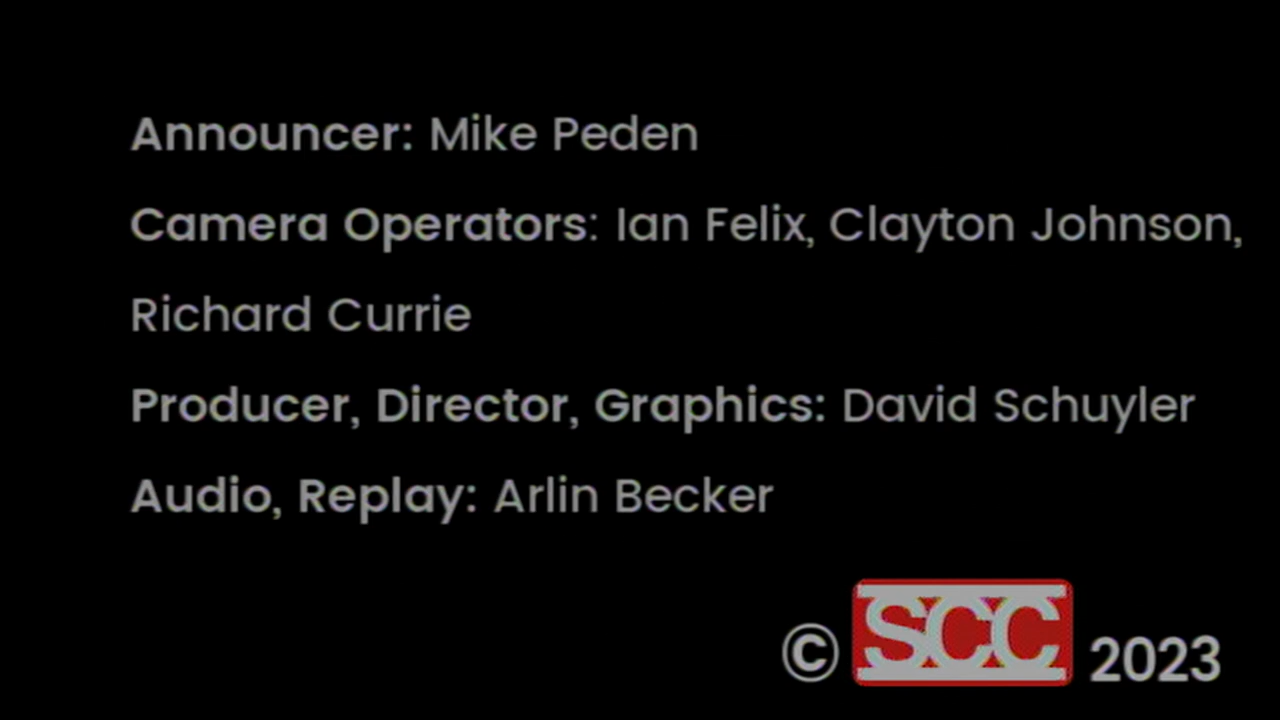 Announcer: Mike Peden
Camera Operators: Ian Felix, Clayton Johnson,
Richard Currie
Producer, Director, Graphics: David Schuyler
Audio, Replay: Arlin Becker
© SCC 2023